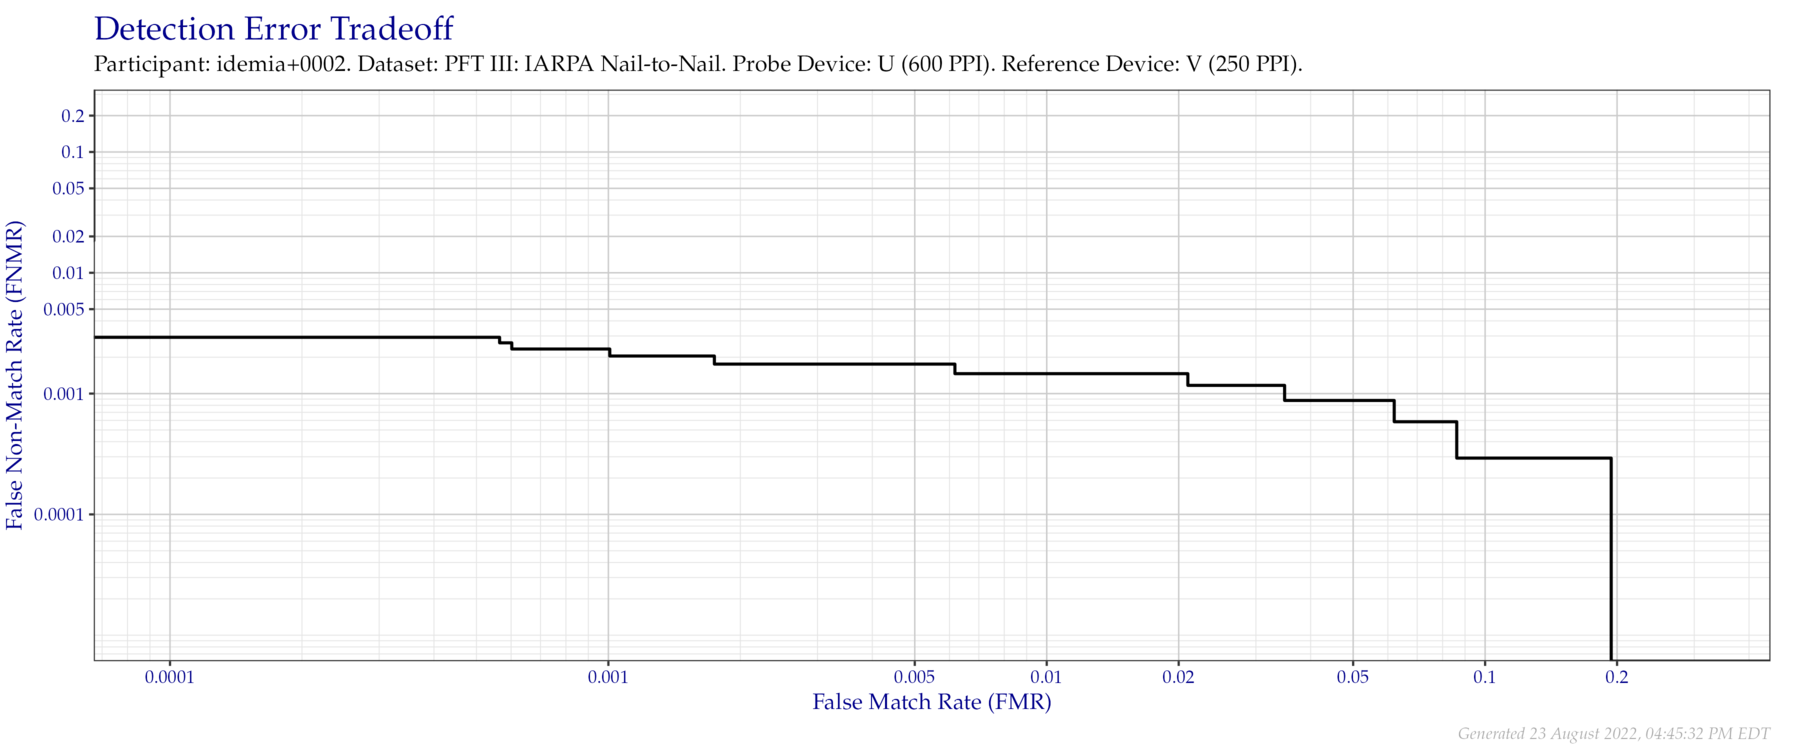 Detection Error Tradeoff
Participant: idemia+0002. Dataset: PFT III: IARPA Nail-to-Nail. Probe Device: U (600 PPI). Reference Device: V (250 PPI).
False Non-Match Rate (FNMR)
0.2
0.1
0.05
0.02
0.01
0.005
0.001
0.0001
0.0001 0.001 0.005 0.01 0.02 0.05 0.1 0.2
False Match Rate (FMR)
Generated 23 August 2022, 04:45:32 PM EDT